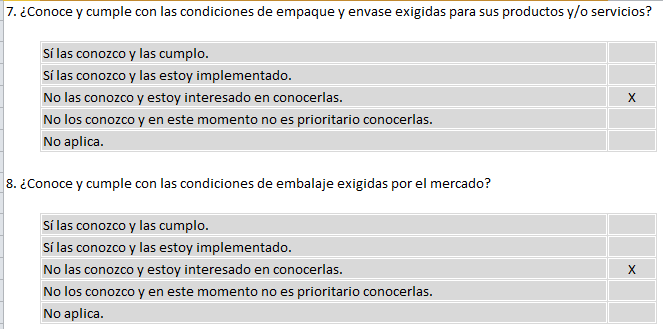 7. ¿Conoce y cumple con las condiciones de empaque y envase exigidas para sus productos y/o servicios?
Sí las conozco y las cumplo.
Sí las conozco y las estoy implementado.
No las conozco y estoy interesado en conocerlas. X
No los conozco y en este momento no es prioritario conocerlas.
No aplica.
8. ¿Conoce y cumple con las condiciones de embalaje exigidas por el mercado?
Sí las conozco y las cumplo.
Sí las conozco y las estoy implementado.
No las conozco y estoy interesado en conocerlas. X
No los conozco y en este momento no es prioritario conocerlas.
No aplica.